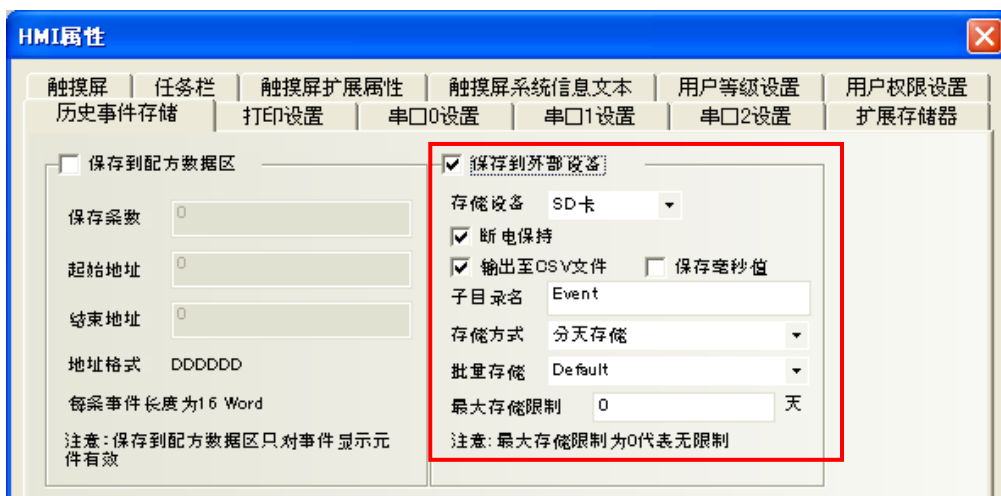 HMI属性
触摸屏 任务栏 触摸屏扩展属性 触摸屏系统信息文本 用户等级设置 用户权限设置
历史事件存储 打印设置 串口0设置 串口1设置 串口2设置 扩展存储器
保存到配方数据区
保存条数 0
起始地址 0
结束地址 0
地址格式 DDDDDD
每条事件长度为16 Word
注意:保存到配方数据区只对事件显示元
件有效
保存到外部设备
存储设备 SD卡
断电保持
输出至CSV文件 保存毫秒值
子目录名 Event
存储方式 分天存储
批量存储 Default
最大存储限制 0 天
注意:最大存储限制为0代表无限制